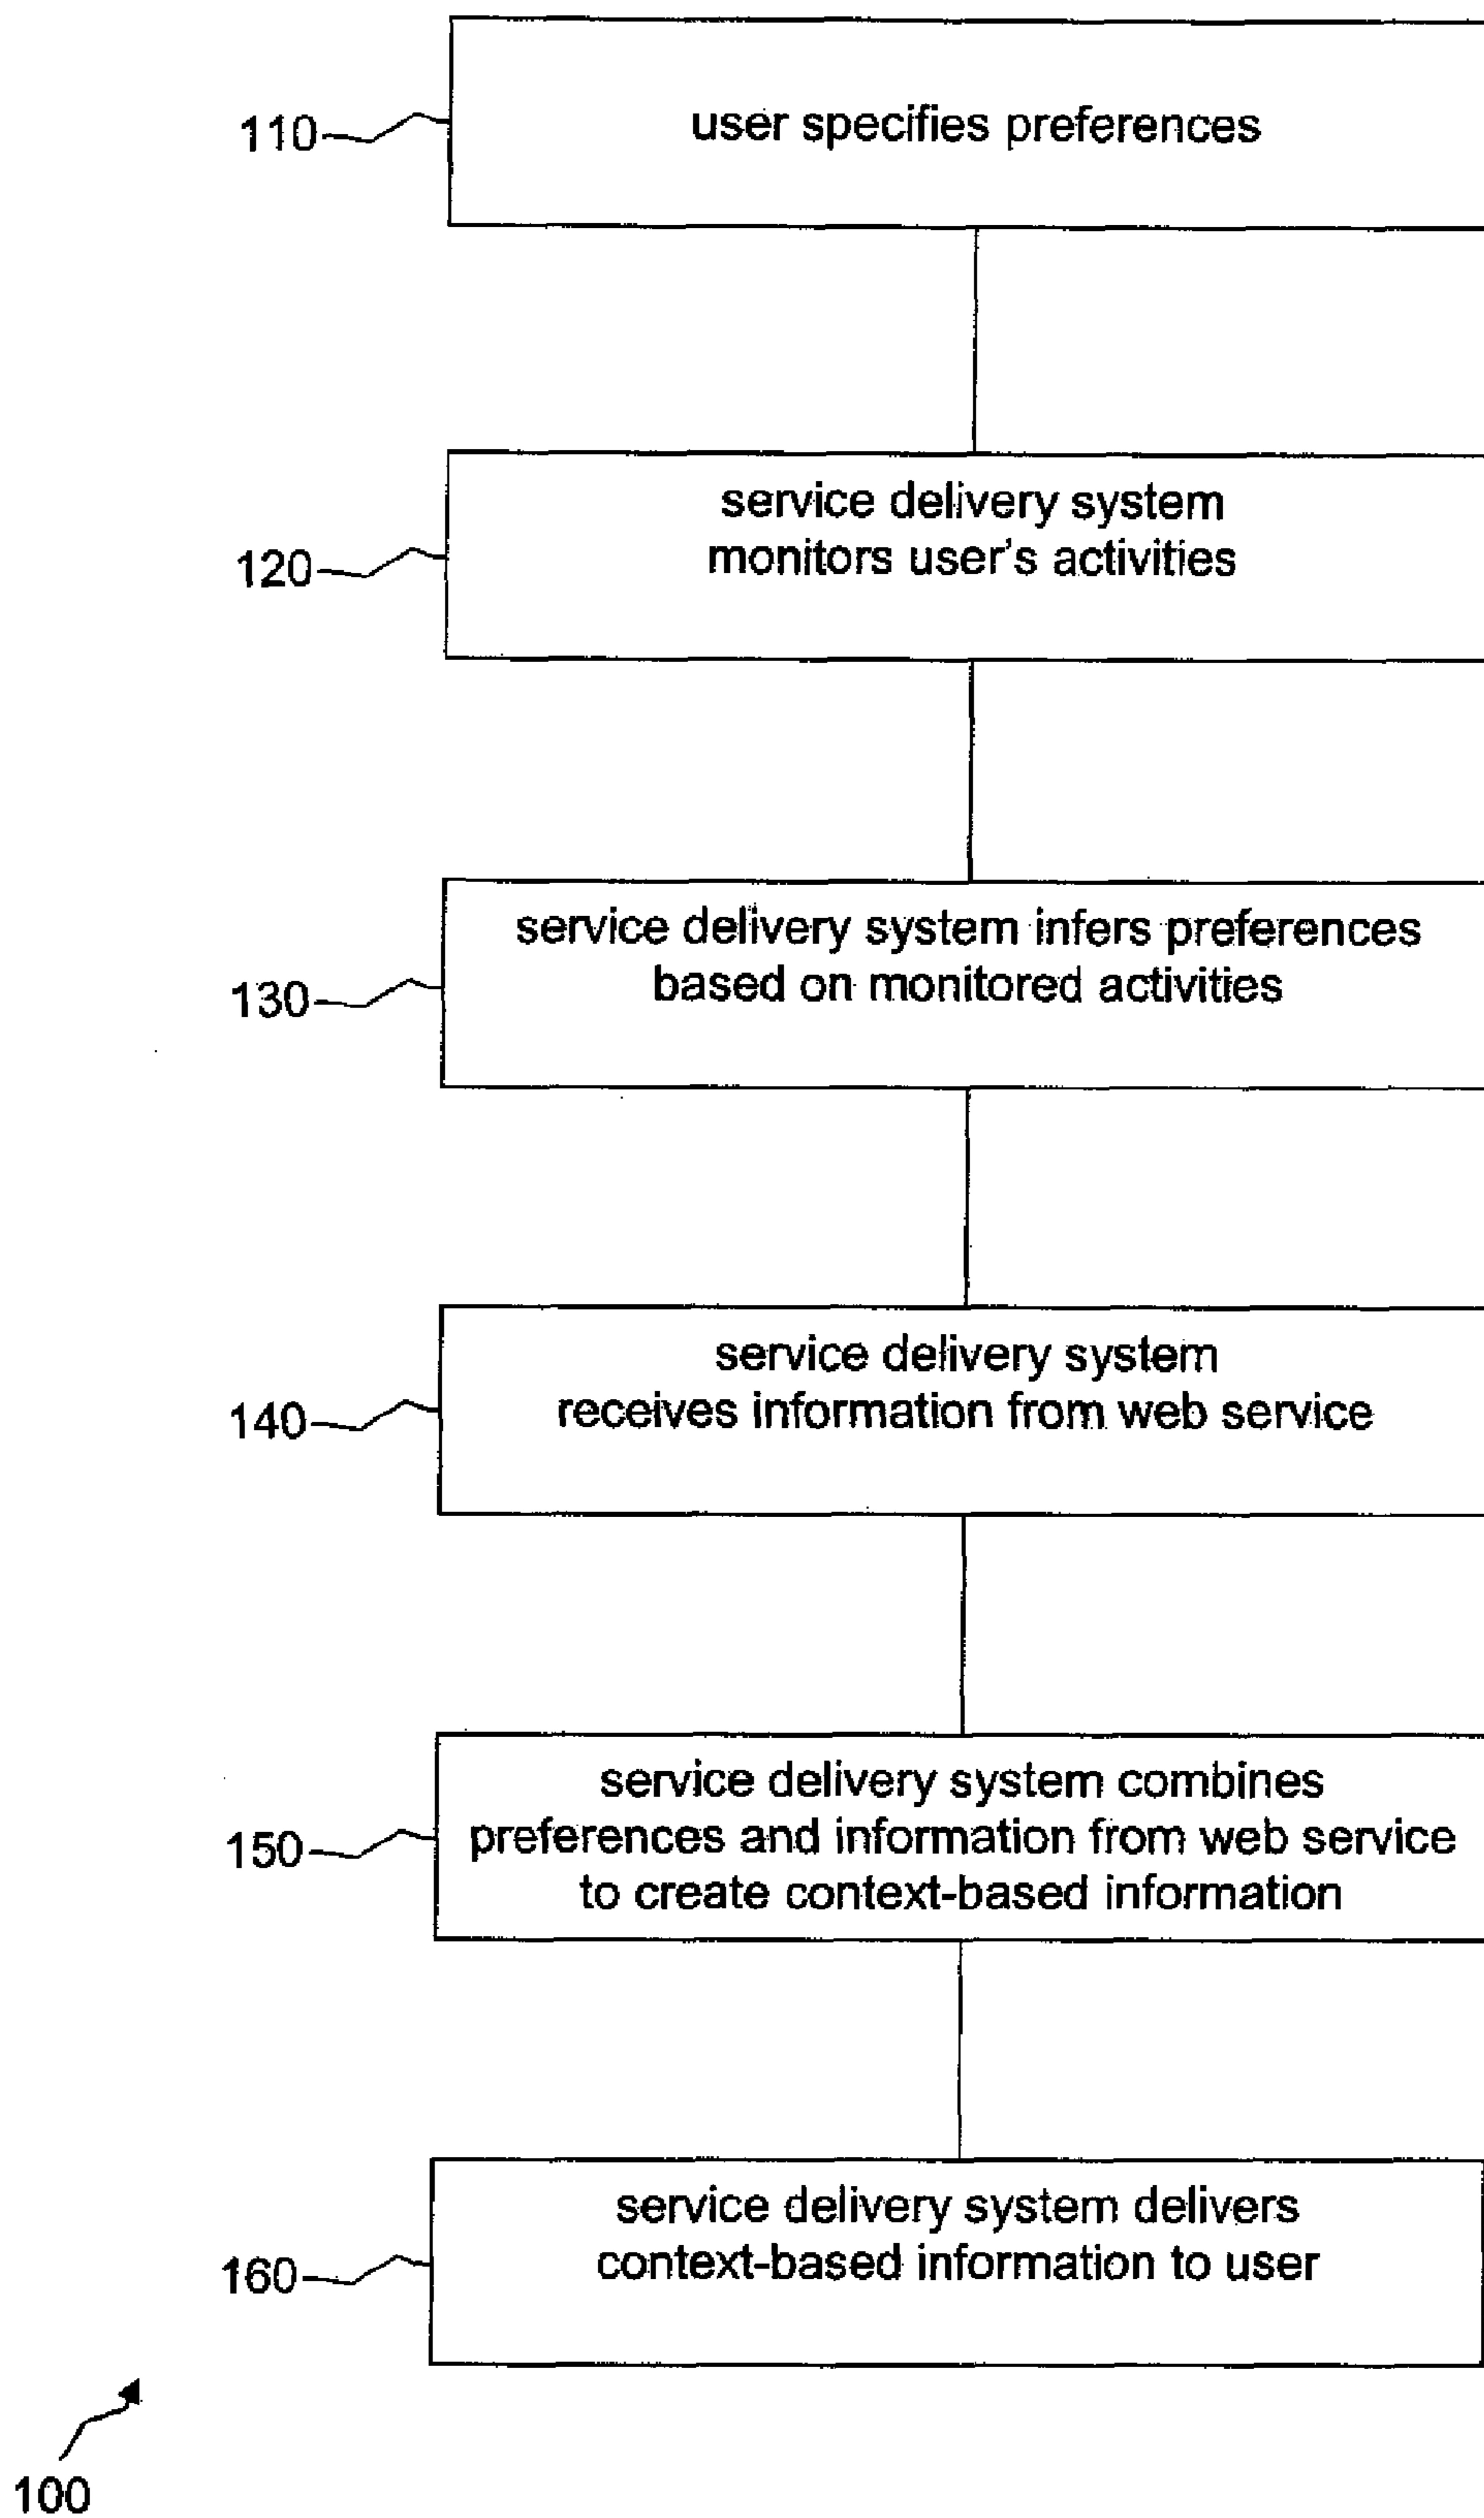 110
user specifies preferences
120
service delivery system
monitors user's activities
130
service delivery system infers preferences
based on monitored activities
140
service delivery system
receives information from web service
150
service delivery system combines
preferences and information from web service
to create context-based information
160
service delivery system delivers
context-based information to user
100